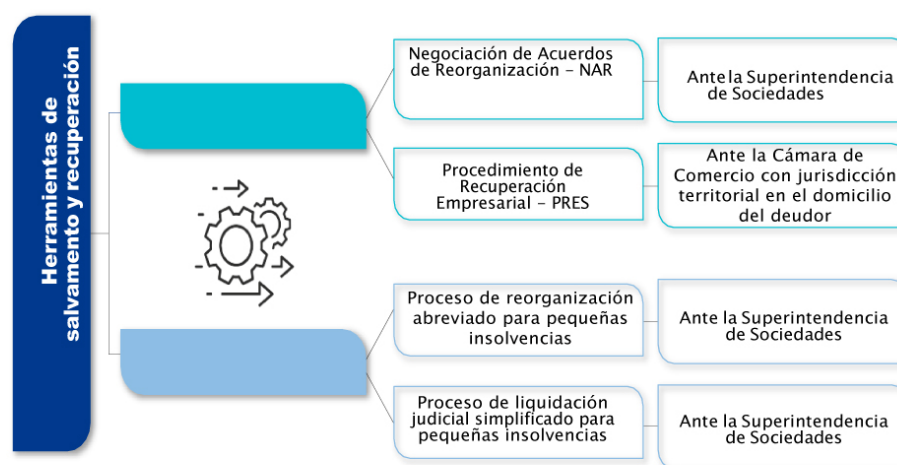 Herramientas de
salvamento y recuperación
Negociación de Acuerdos
de Reorganización – NAR
Ante la Superintendencia
de Sociedades
Procedimiento de
Recuperación
Empresarial – PRES
Ante la Cámara de
Comercio con jurisdicción
territorial en el domicilio
del deudor
Proceso de reorganización
abreviado para pequeñas
insolvencias
Ante la Superintendencia
de Sociedades
Proceso de liquidación
judicial simplificado para
pequeñas insolvencias
Ante la Superintendencia
de Sociedades